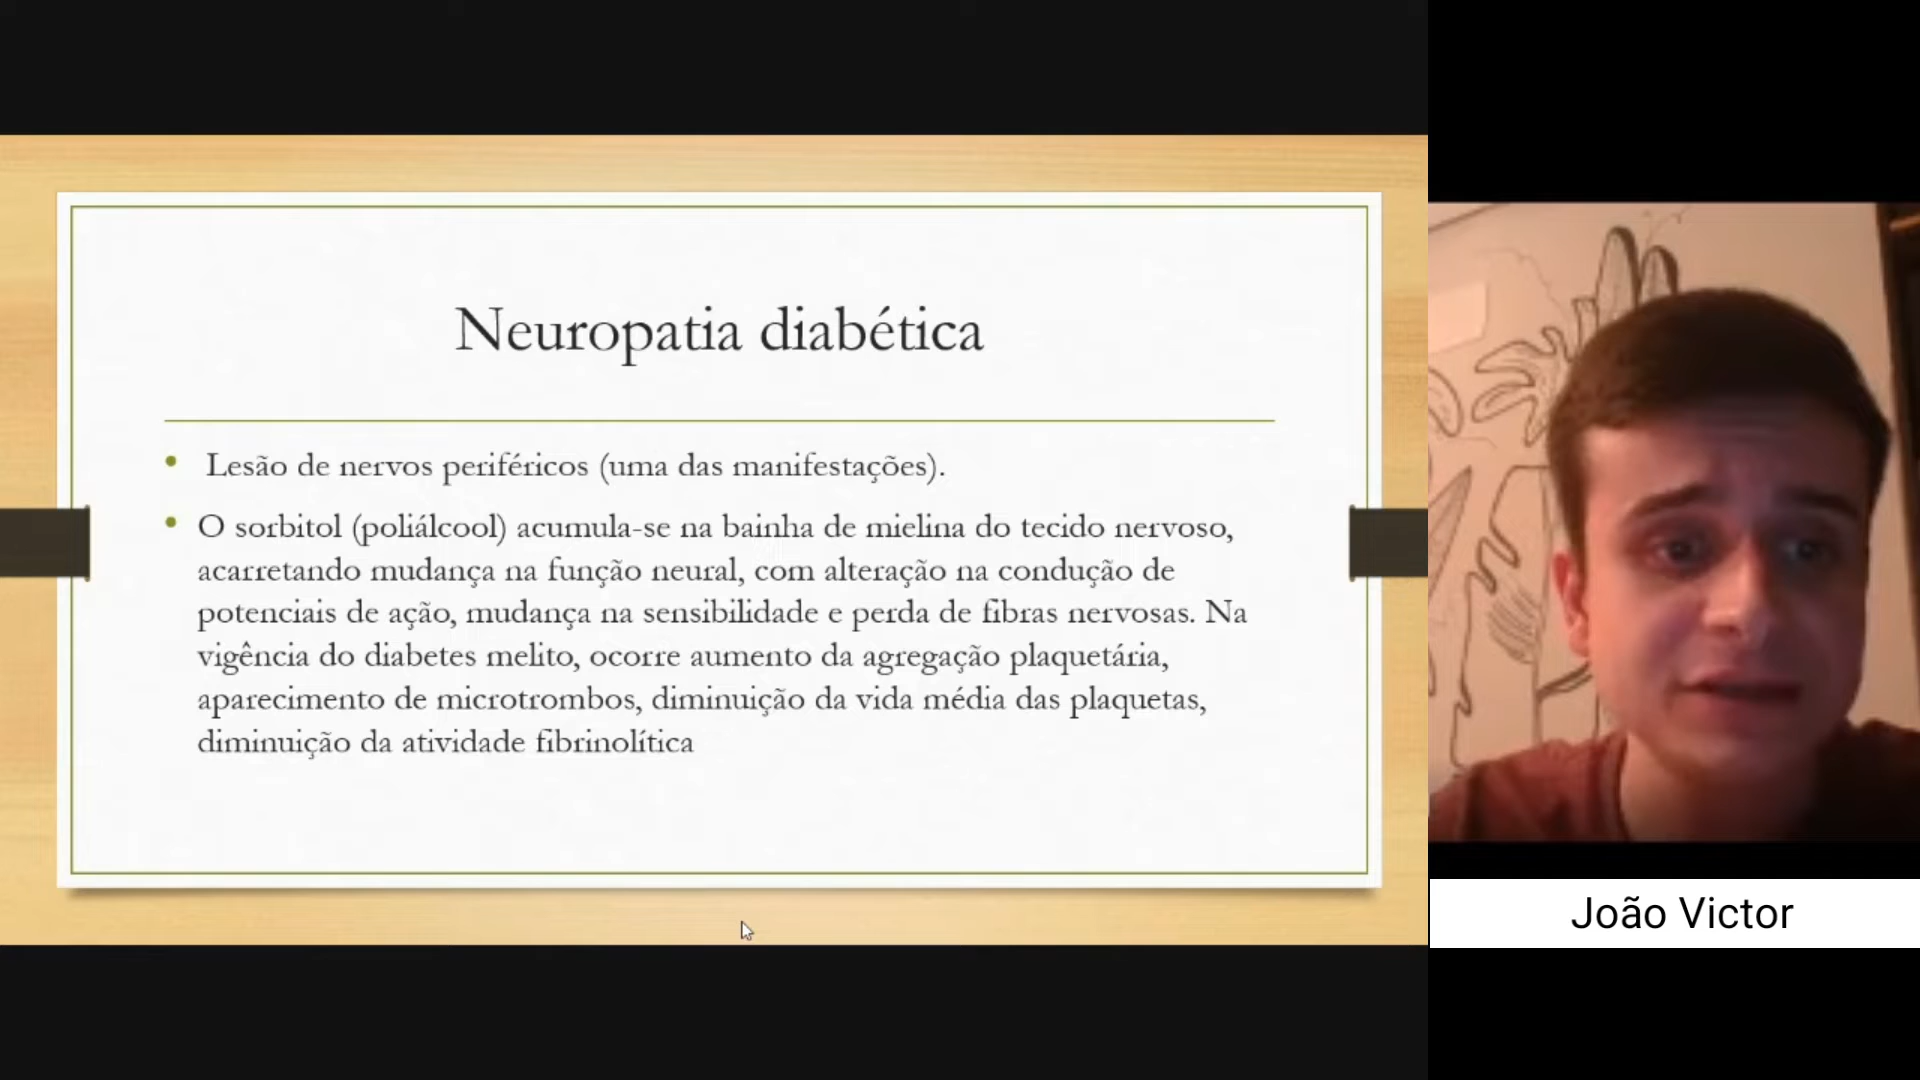 Neuropatia diabética
• Lesão de nervos periféricos (uma das manifestações).
• O sorbitol (poliálcool) acumula-se na bainha de mielina do tecido nervoso,
acarretando mudança na função neural, com alteração na condução de
potenciais de ação, mudança na sensibilidade e perda de fibras nervosas. Na
vigência do diabetes melito, ocorre aumento da agregação plaquetária,
aparecimento de microtrombos, diminuição da vida média das plaquetas,
diminuição da atividade fibrinolítica
João Victor